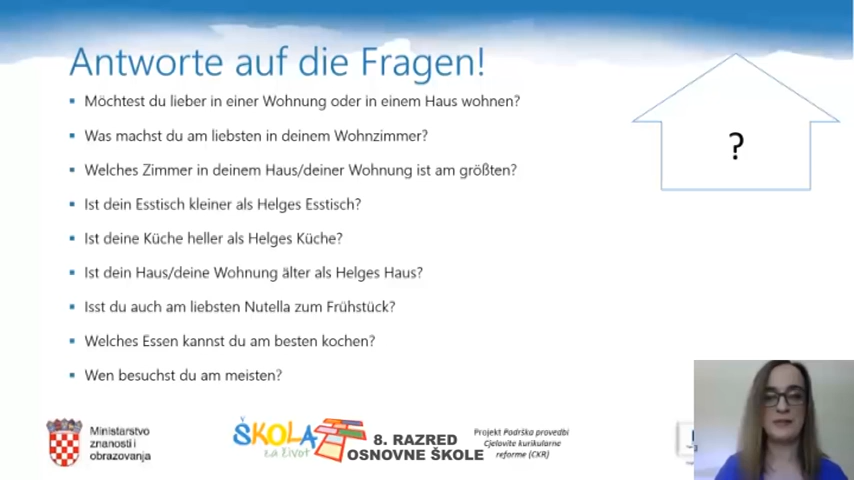 Antworte auf die Fragen!
Möchtest du lieber in einer Wohnung oder in einem Haus wohnen?
Was machst du am liebsten in deinem Wohnzimmer?
Welches Zimmer in deinem Haus/deiner Wohnung ist am größten?
Ist dein Esstisch kleiner als Helges Esstisch?
Ist deine Küche heller als Helges Küche?
Ist dein Haus/deine Wohnung älter als Helges Haus?
Isst du auch am liebsten Nutella zum Frühstück?
Welches Essen kannst du am besten kochen?
Wen besuchst du am meisten?
?
Ministarstvo
znanosti i
obrazovanja
ŠKOLA
za život
8. RAZRED
OSNOVNE ŠKOLE
Projekt Podrška provedbi
Cjelovite kurikularne
reforme (CKR)